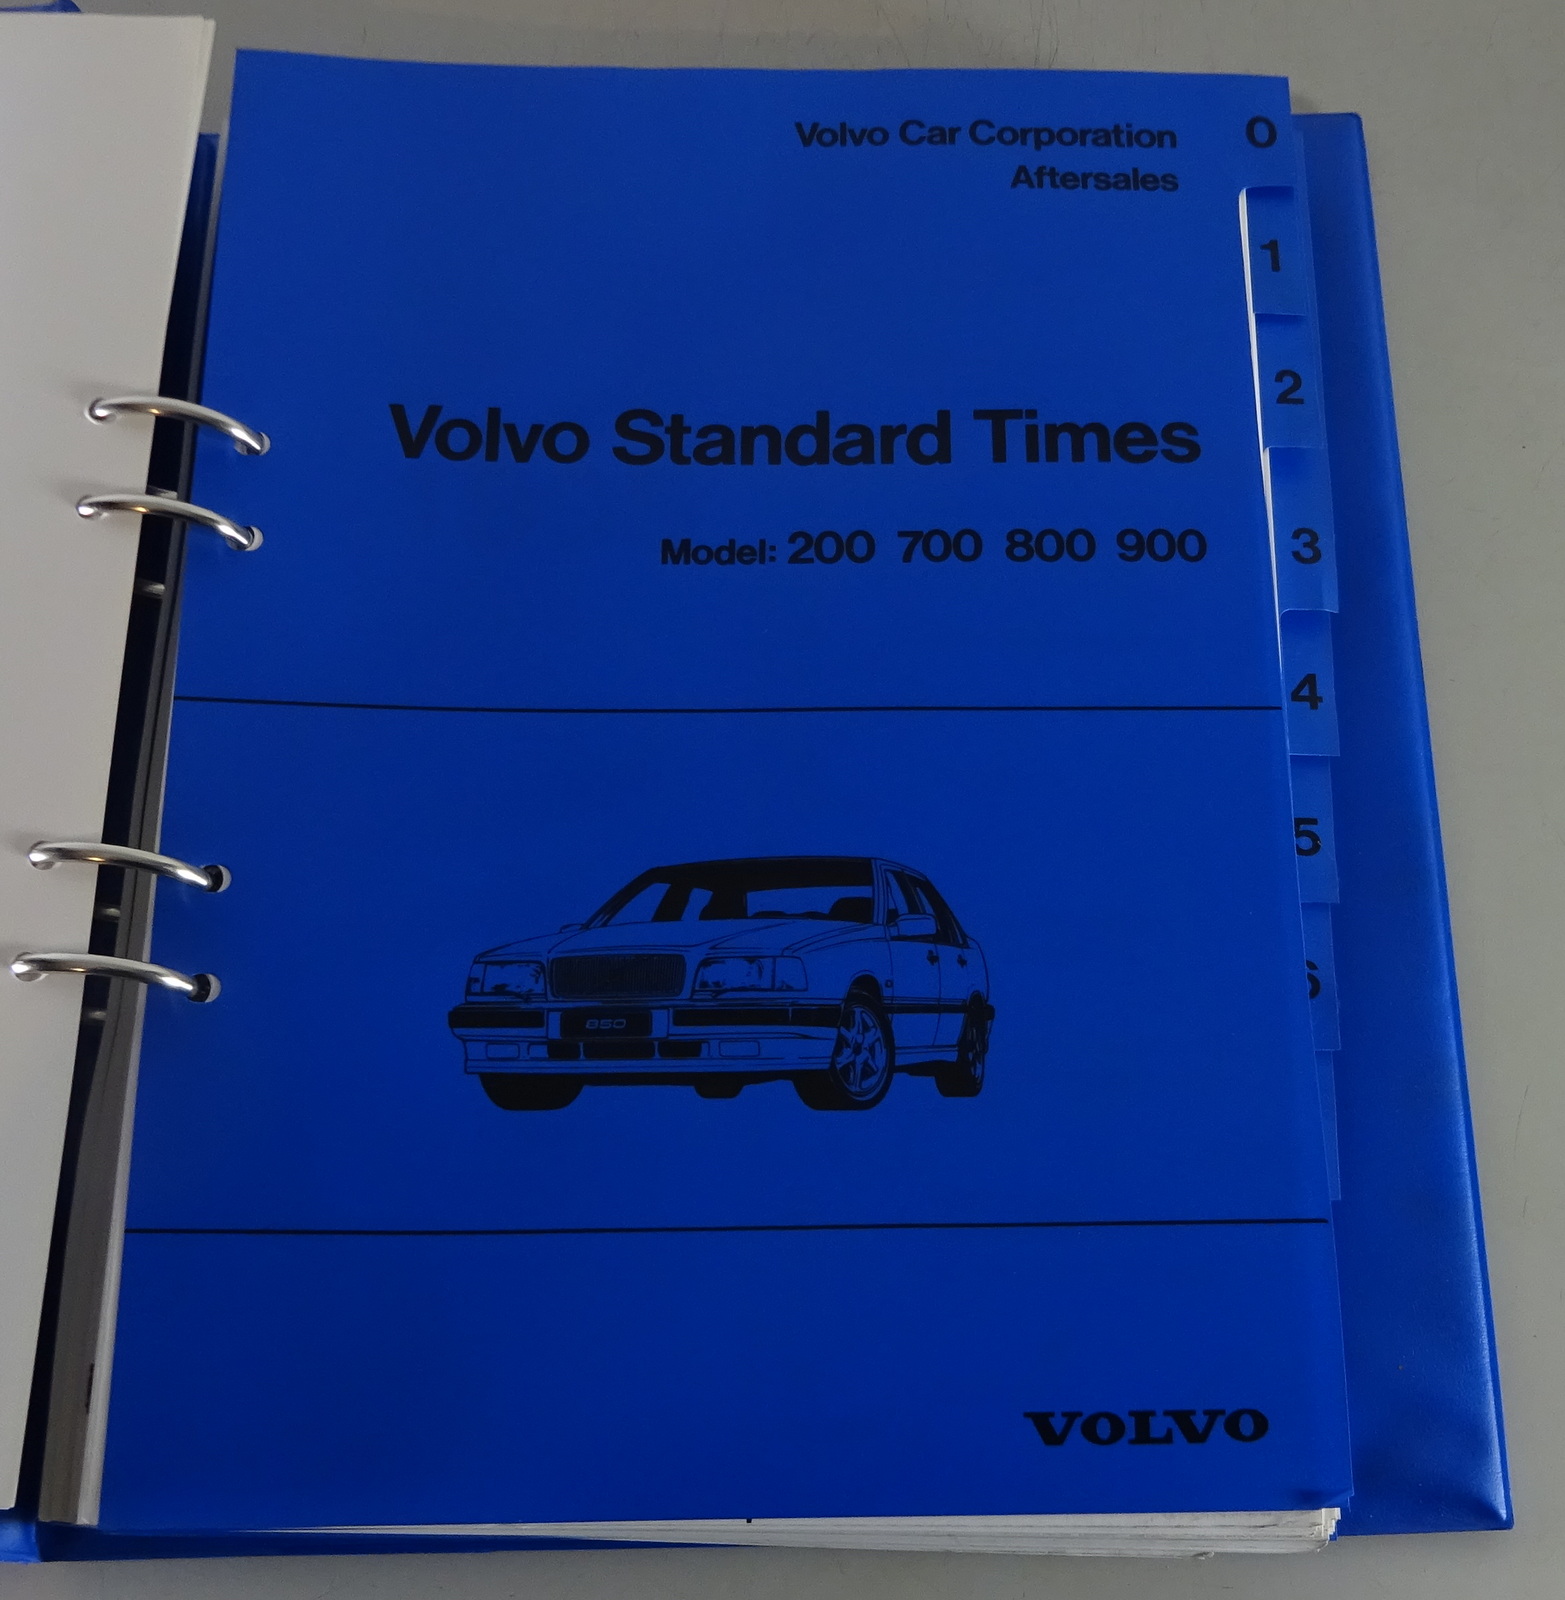 Volvo Car Corporation
Aftersales
0
1
2
Volvo Standard Times
Model: 200 700 800 900
3
4
5
6
850
VOLVO